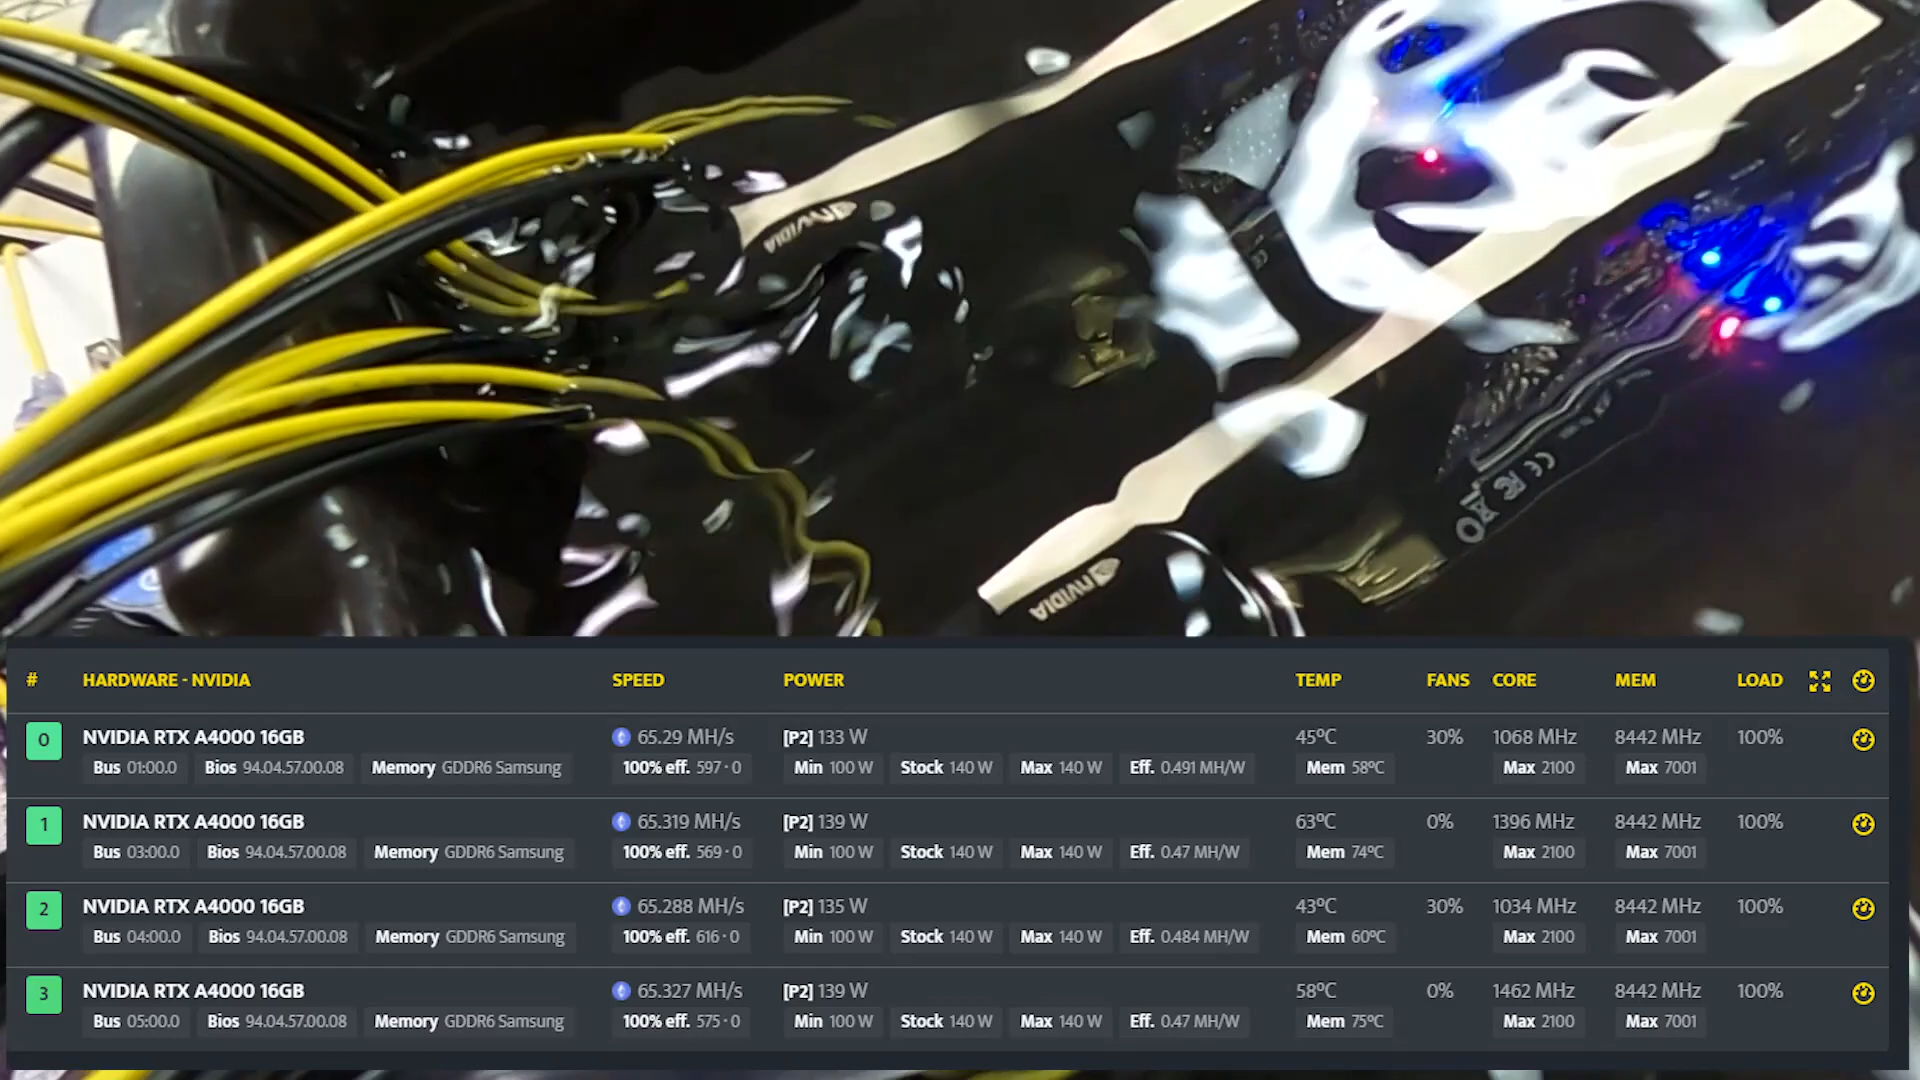 NVIDIA
CE
NVIDIA
CE
# HARDWARE - NVIDIA SPEED POWER TEMP FANS CORE MEM LOAD
0 NVIDIA RTX A4000 16GB 65.29 MH/s [P2] 133 W 45°C 30% 1068 MHz 8442 MHz 100%
Bus 01:00.0 Bios 94.04.57.00.08 Memory GDDR6 Samsung 100% eff. 597 · 0 Min 100 W Stock 140 W Max 140 W Eff. 0.491 MH/W Mem 58°C Max 2100 Max 7001
1 NVIDIA RTX A4000 16GB 65.319 MH/s [P2] 139 W 63°C 0% 1396 MHz 8442 MHz 100%
Bus 03:00.0 Bios 94.04.57.00.08 Memory GDDR6 Samsung 100% eff. 569 · 0 Min 100 W Stock 140 W Max 140 W Eff. 0.47 MH/W Mem 74°C Max 2100 Max 7001
2 NVIDIA RTX A4000 16GB 65.288 MH/s [P2] 135 W 43°C 30% 1034 MHz 8442 MHz 100%
Bus 04:00.0 Bios 94.04.57.00.08 Memory GDDR6 Samsung 100% eff. 616 · 0 Min 100 W Stock 140 W Max 140 W Eff. 0.484 MH/W Mem 60°C Max 2100 Max 7001
3 NVIDIA RTX A4000 16GB 65.327 MH/s [P2] 139 W 58°C 0% 1462 MHz 8442 MHz 100%
Bus 05:00.0 Bios 94.04.57.00.08 Memory GDDR6 Samsung 100% eff. 575 · 0 Min 100 W Stock 140 W Max 140 W Eff. 0.47 MH/W Mem 75°C Max 2100 Max 7001